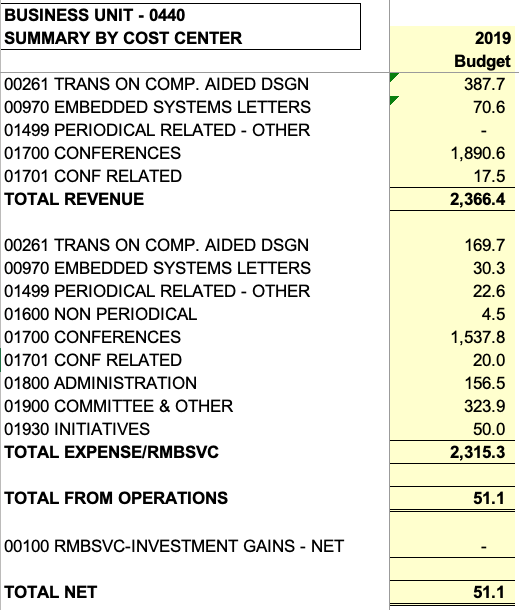 BUSINESS UNIT - 0440
SUMMARY BY COST CENTER 2019
Budget
00261 TRANS ON COMP. AIDED DSGN 387.7
00970 EMBEDDED SYSTEMS LETTERS 70.6
01499 PERIODICAL RELATED - OTHER -
01700 CONFERENCES 1,890.6
01701 CONF RELATED 17.5
TOTAL REVENUE 2,366.4
00261 TRANS ON COMP. AIDED DSGN 169.7
00970 EMBEDDED SYSTEMS LETTERS 30.3
01499 PERIODICAL RELATED - OTHER 22.6
01600 NON PERIODICAL 4.5
01700 CONFERENCES 1,537.8
01701 CONF RELATED 20.0
01800 ADMINISTRATION 156.5
01900 COMMITTEE & OTHER 323.9
01930 INITIATIVES 50.0
TOTAL EXPENSE/RMBSVC 2,315.3
TOTAL FROM OPERATIONS 51.1
00100 RMBSVC-INVESTMENT GAINS - NET -
TOTAL NET 51.1